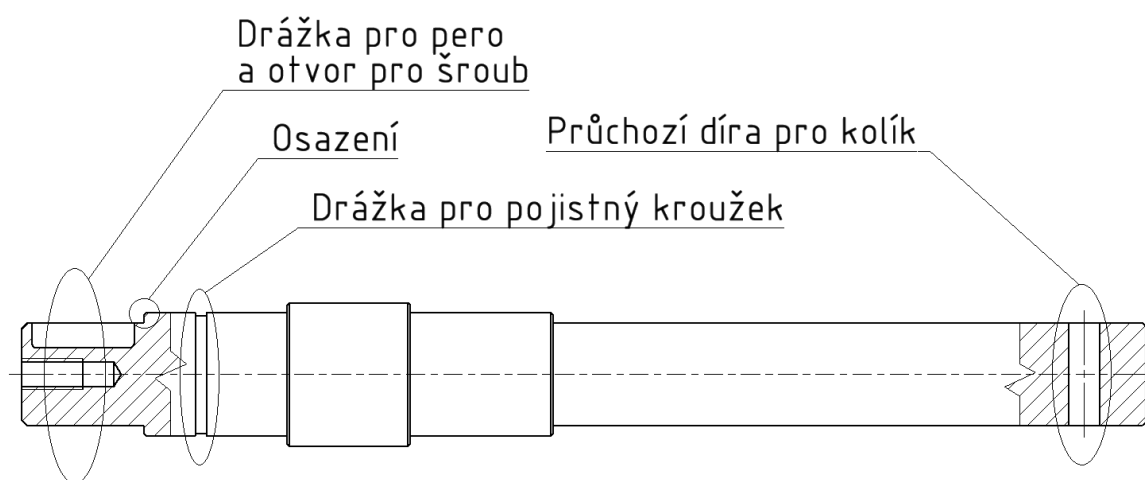 Drážka pro pero
a otvor pro šroub
Osazení
Průchozí díra pro kolík
Drážka pro pojistný kroužek